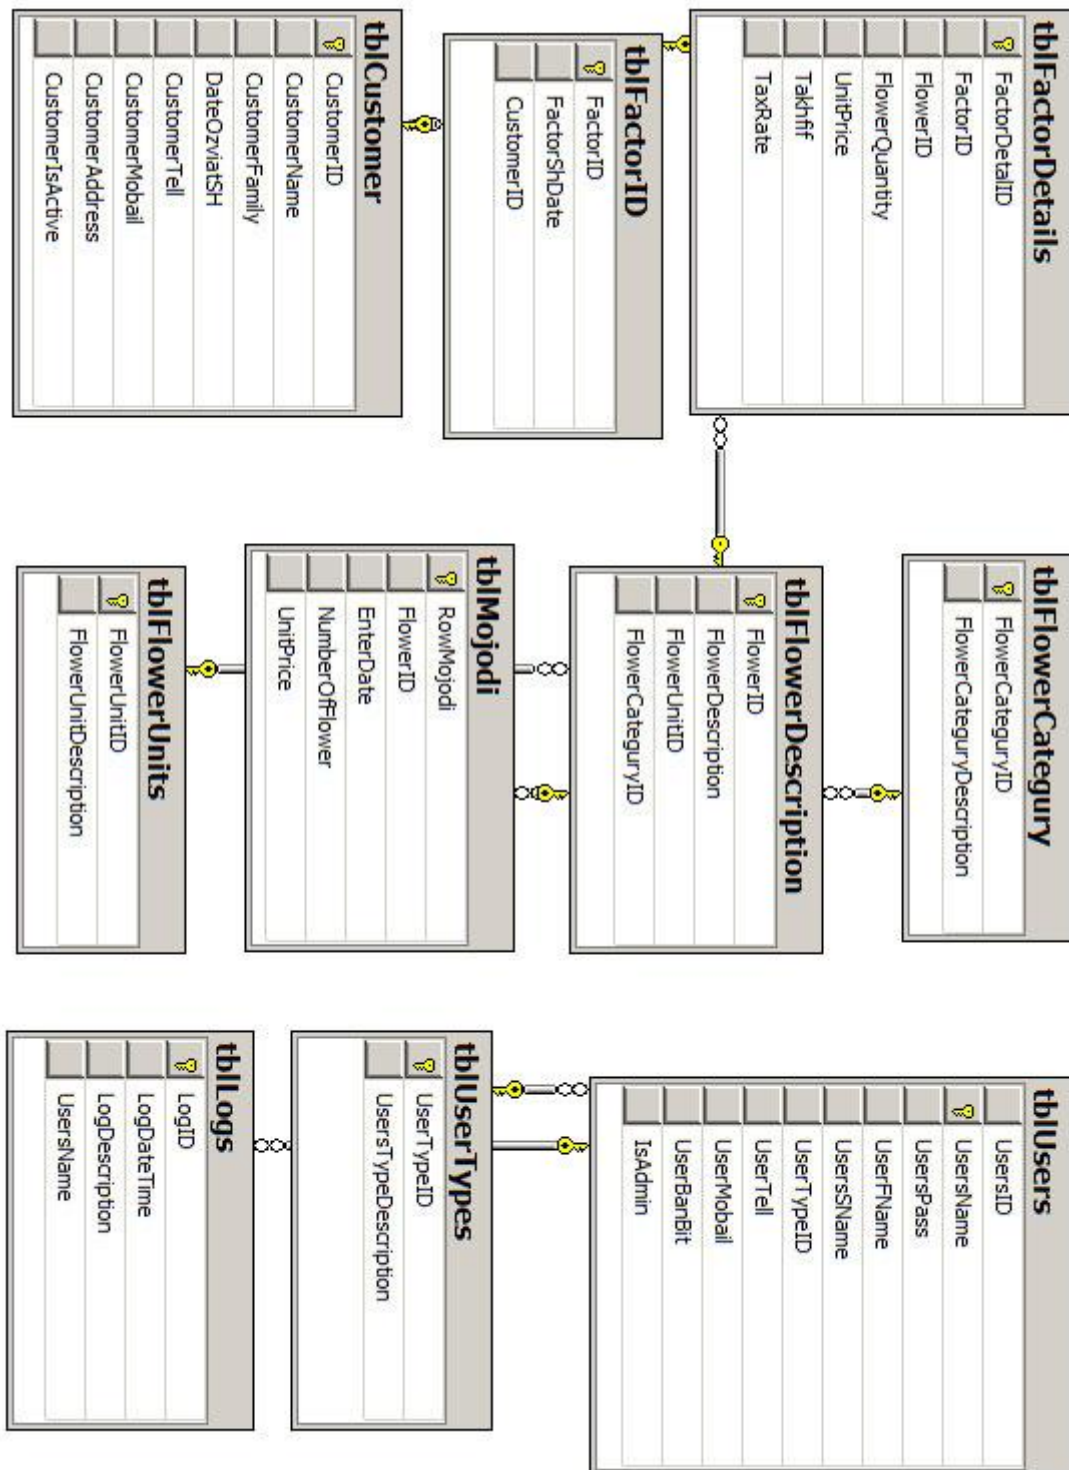 tblFactorDetails
FactorDetalID
FactorID
FlowerID
FlowerQuantity
UnitPrice
Takhfif
TaxRate
tblFactorID
FactorID
FactorShDate
CustomerID
tblCustomer
CustomerID
CustomerName
CustomerFamily
DateOzviatSH
CustomerTell
CustomerMobail
CustomerAddress
CustomerIsActive
tblFlowerCategury
FlowerCateguryID
FlowerCateguryDescription
tblFlowerDescription
FlowerID
FlowerDescription
FlowerUnitID
FlowerCateguryID
tblMojodi
RowMojodi
FlowerID
EnterDate
NumberOfFlower
UnitPrice
tblFlowerUnits
FlowerUnitID
FlowerUnitDescription
tblUsers
UsersID
UsersName
UsersPass
UserFName
UsersSName
UserTypeID
UserTell
UserMobail
UserBanBit
IsAdmin
tblUserTypes
UserTypeID
UsersTypeDescription
tblLogs
LogID
LogDateTime
LogDescription
UsersName